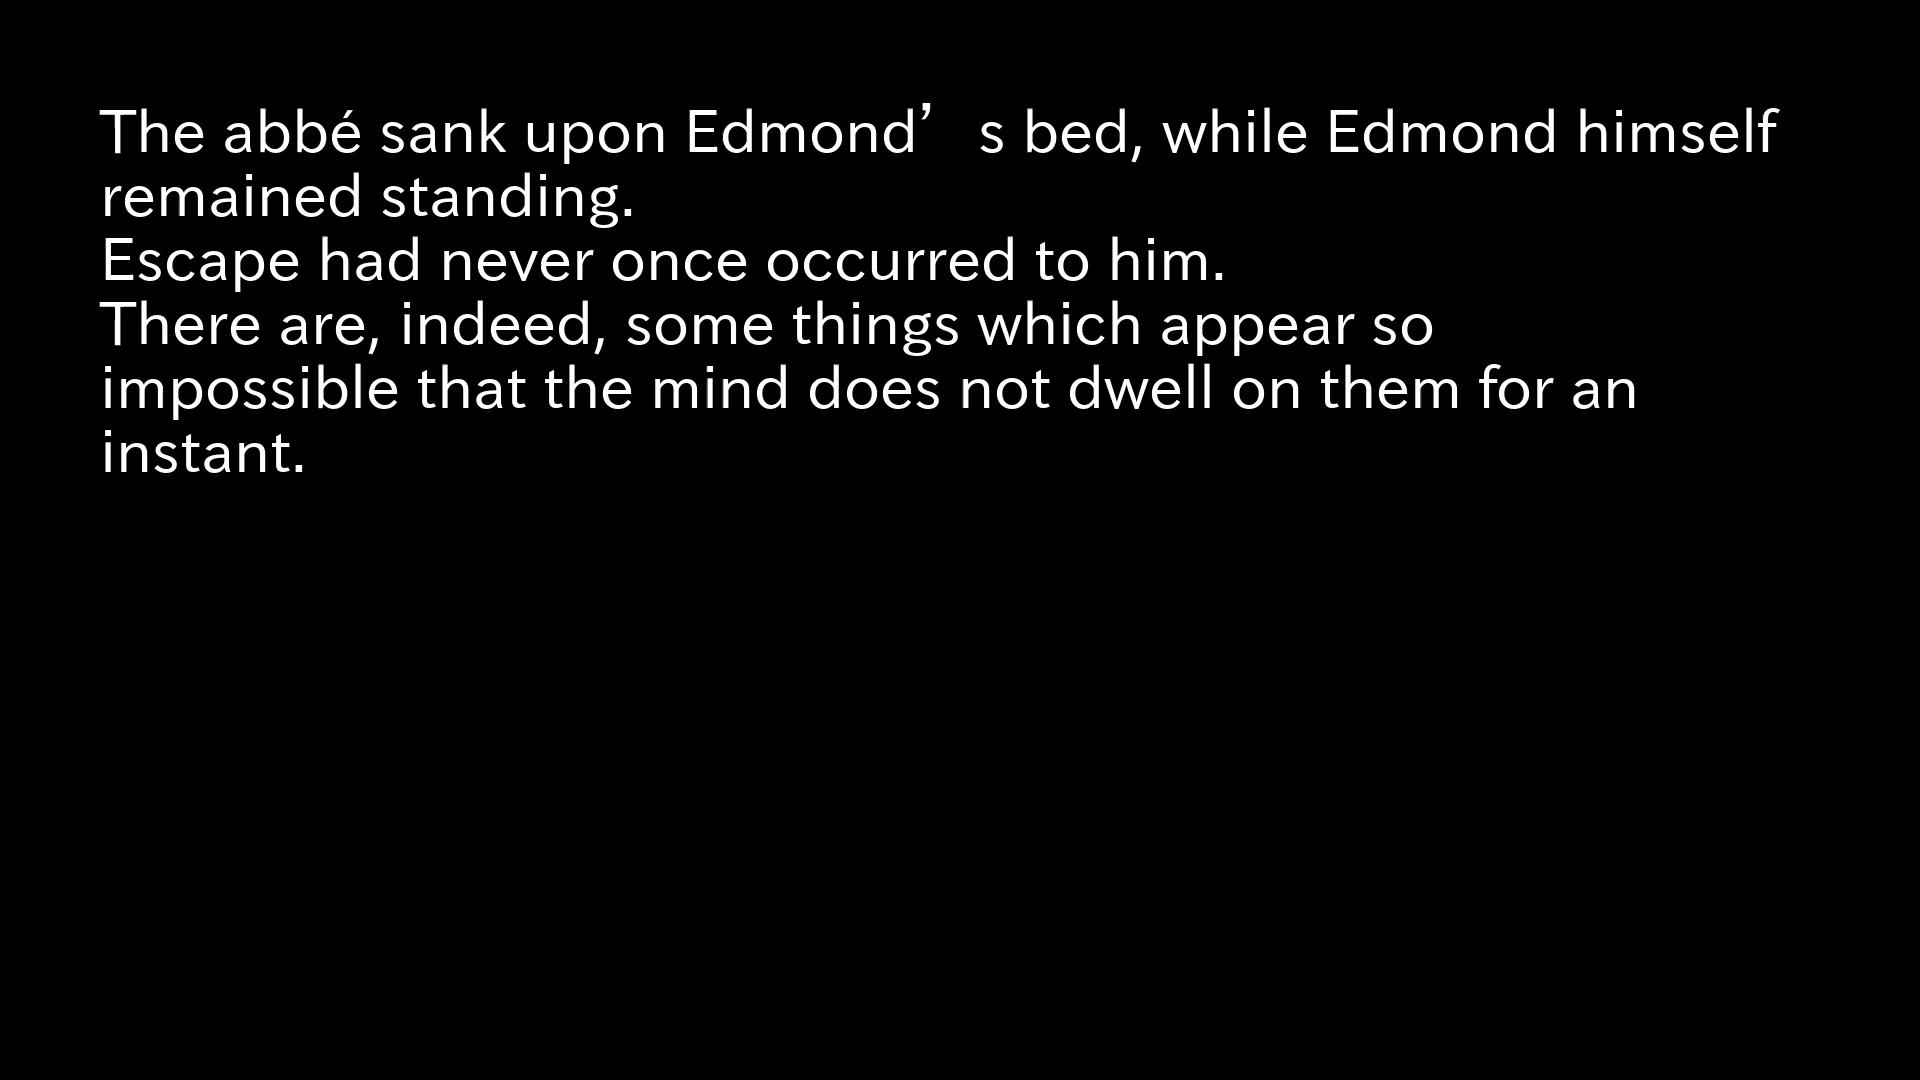 The abbé sank upon Edmond’s bed, while Edmond himself
remained standing.
Escape had never once occurred to him.
There are, indeed, some things which appear so
impossible that the mind does not dwell on them for an
instant.